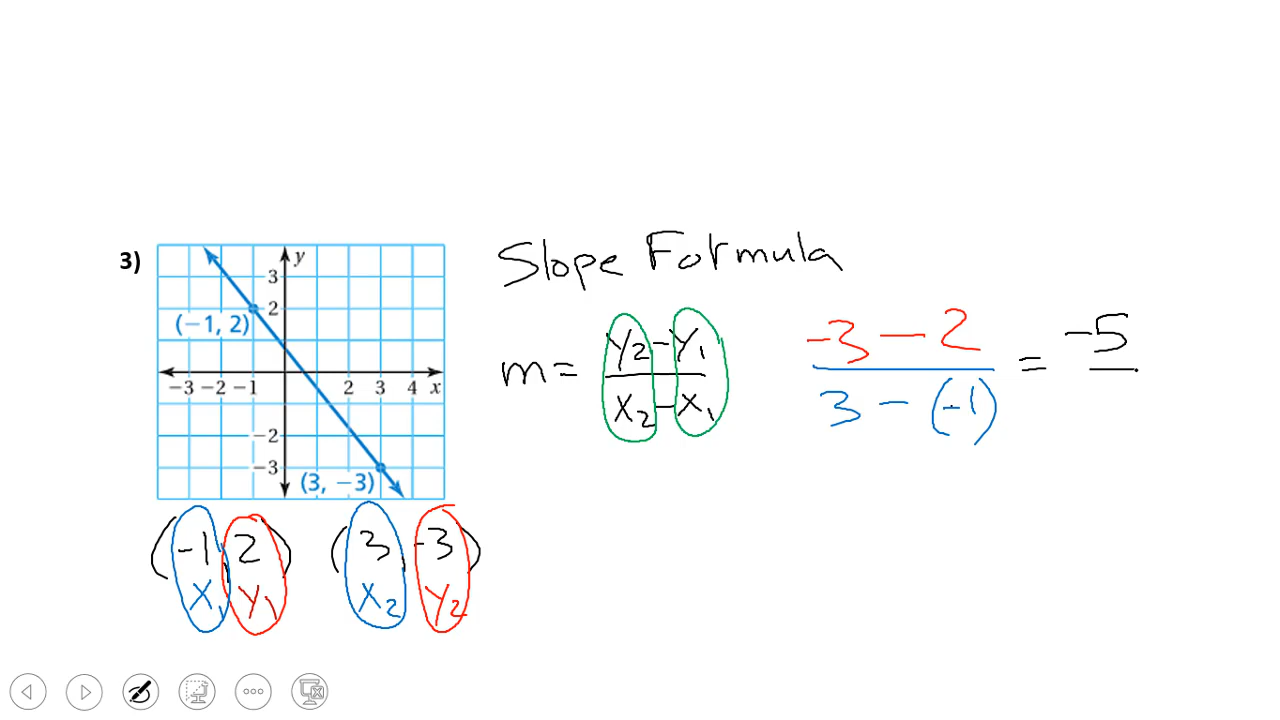 3)
y
3
2
(−1, 2)
−3 −2 −1 2 3 4 x
−2
−3
(3, −3)
Slope Formula
m = Y2 - Y1
X2 - X1
-3 - 2 = -5
3 - (-1)
(-1, 2) (3, -3)
X1 Y1 X2 Y2